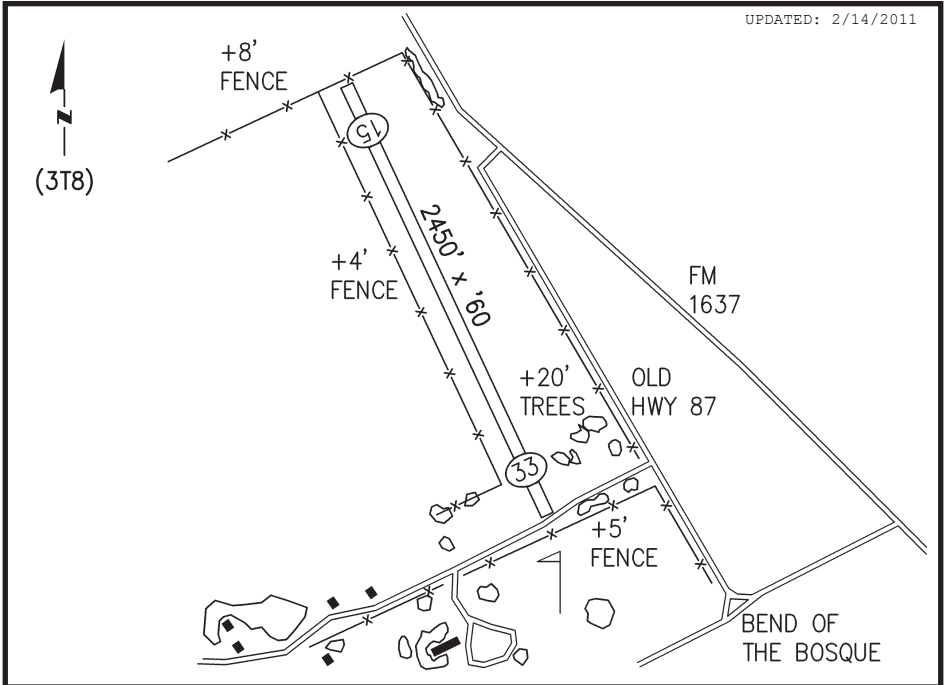 UPDATED: 2/14/2011
+8'
FENCE
N
(3T8)
15
2450' x '60
+4'
FENCE
FM
1637
+20'
TREES
OLD
HWY 87
33
+5'
FENCE
BEND OF
THE BOSQUE